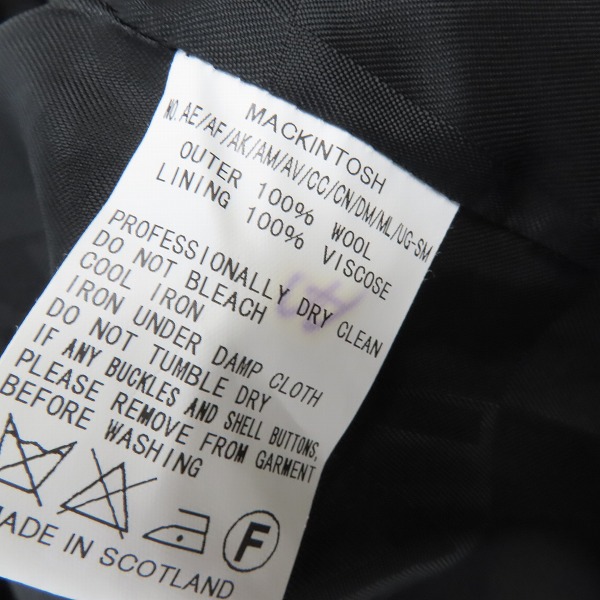 MACKINTOSH
NO.AE/AF/AK/AM/AV/CC/CN/DM/ML/UG-SM
OUTER 100% WOOL
LINING 100% VISCOSE
PROFESSIONALLY DRY CLEAN
DO NOT BLEACH
COOL IRON
IRON UNDER DAMP CLOTH
DO NOT TUMBLE DRY
IF ANY BUCKLES AND SHELL BUTTONS,
PLEASE REMOVE FROM GARMENT
BEFORE WASHING
F
MADE IN SCOTLAND